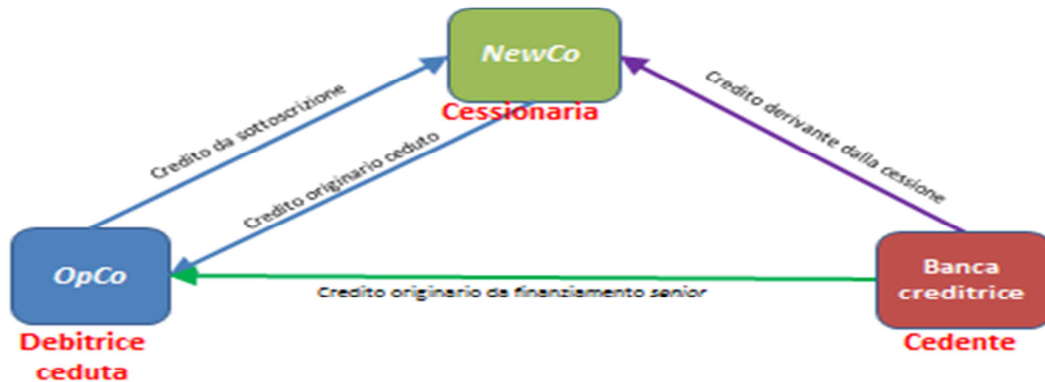 NewCo
Cessionaria
Credito da sottoscrizione
Credito originario ceduto
Credito derivante dalla cessione
OpCo
Debitrice
ceduta
Credito originario da finanziamento senior
Banca
creditrice
Cedente